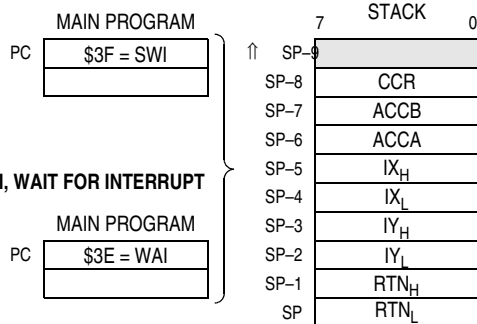 MAIN PROGRAM
PC $3F = SWI
I, WAIT FOR INTERRUPT
MAIN PROGRAM
PC $3E = WAI
STACK
7 0
⇑ SP–9
SP–8 CCR
SP–7 ACCB
SP–6 ACCA
SP–5 IXH
SP–4 IXL
SP–3 IYH
SP–2 IYL
SP–1 RTNH
SP RTNL